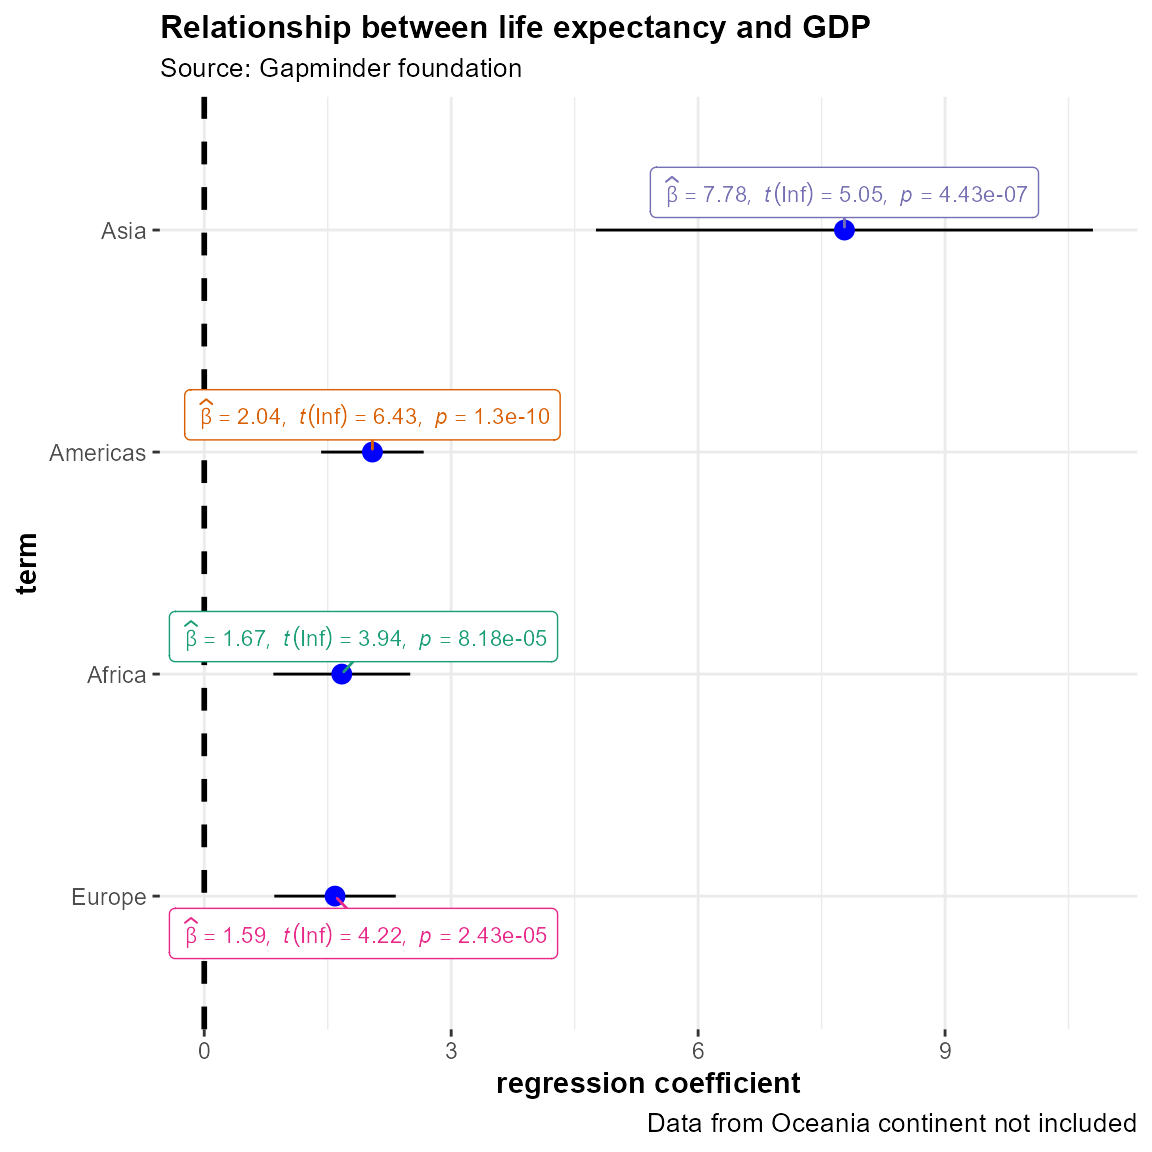 Relationship between life expectancy and GDP
Source: Gapminder foundation
β̂ = 7.78, t(Inf) = 5.05, p = 4.43e-07
Asia
β̂ = 2.04, t(Inf) = 6.43, p = 1.3e-10
Americas
term
β̂ = 1.67, t(Inf) = 3.94, p = 8.18e-05
Africa
Europe
β̂ = 1.59, t(Inf) = 4.22, p = 2.43e-05
0 3 6 9
regression coefficient
Data from Oceania continent not included